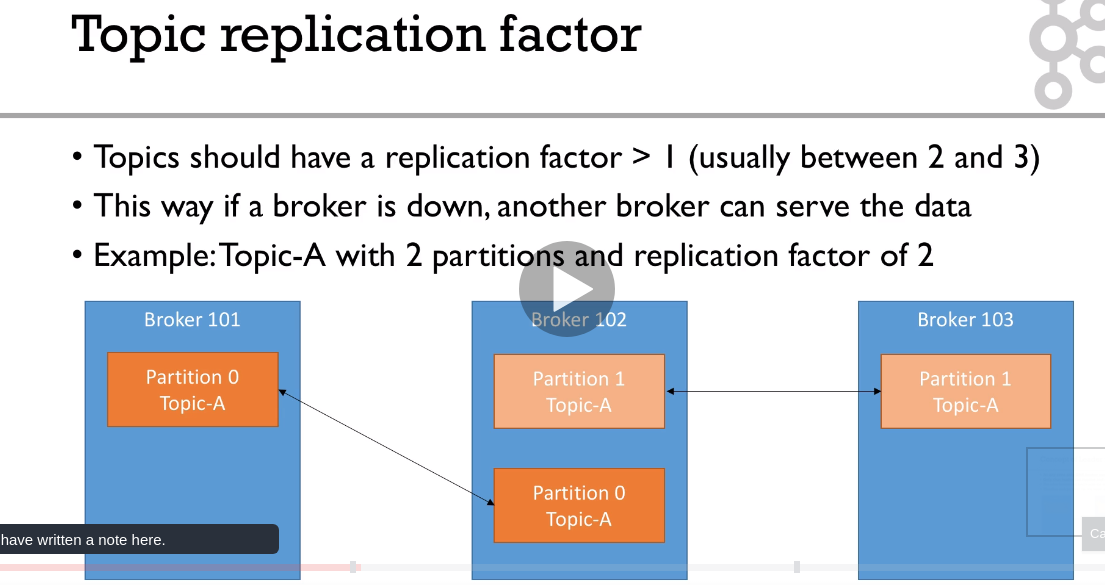 Topic replication factor
• Topics should have a replication factor > 1 (usually between 2 and 3)
• This way if a broker is down, another broker can serve the data
• Example: Topic-A with 2 partitions and replication factor of 2
Broker 101
Partition 0
Topic-A
Broker 102
Partition 1
Topic-A
Partition 0
Topic-A
Broker 103
Partition 1
Topic-A
have written a note here.
Ca